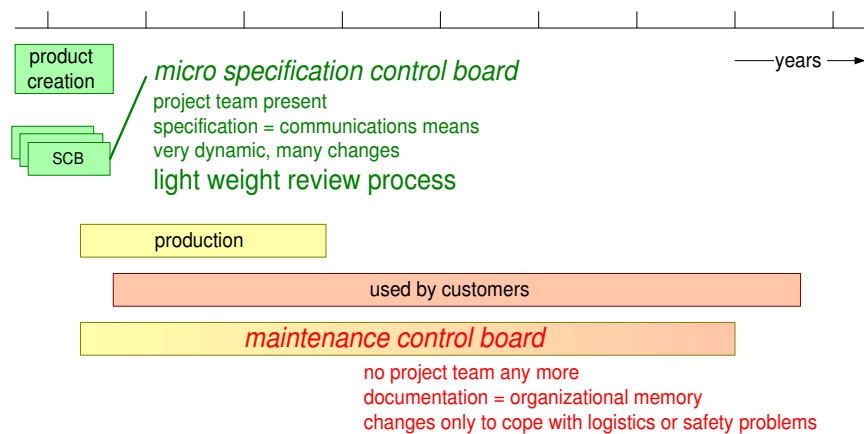 product
creation
micro specification control board
years
project team present
specification = communications means
very dynamic, many changes
SCB
light weight review process
production
used by customers
maintenance control board
no project team any more
documentation = organizational memory
changes only to cope with logistics or safety problems